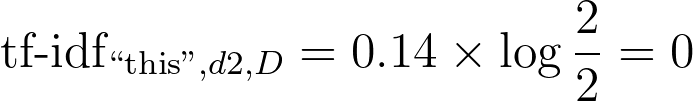 tf-idf“this”,d2,D = 0.14 × log 2/2 = 0